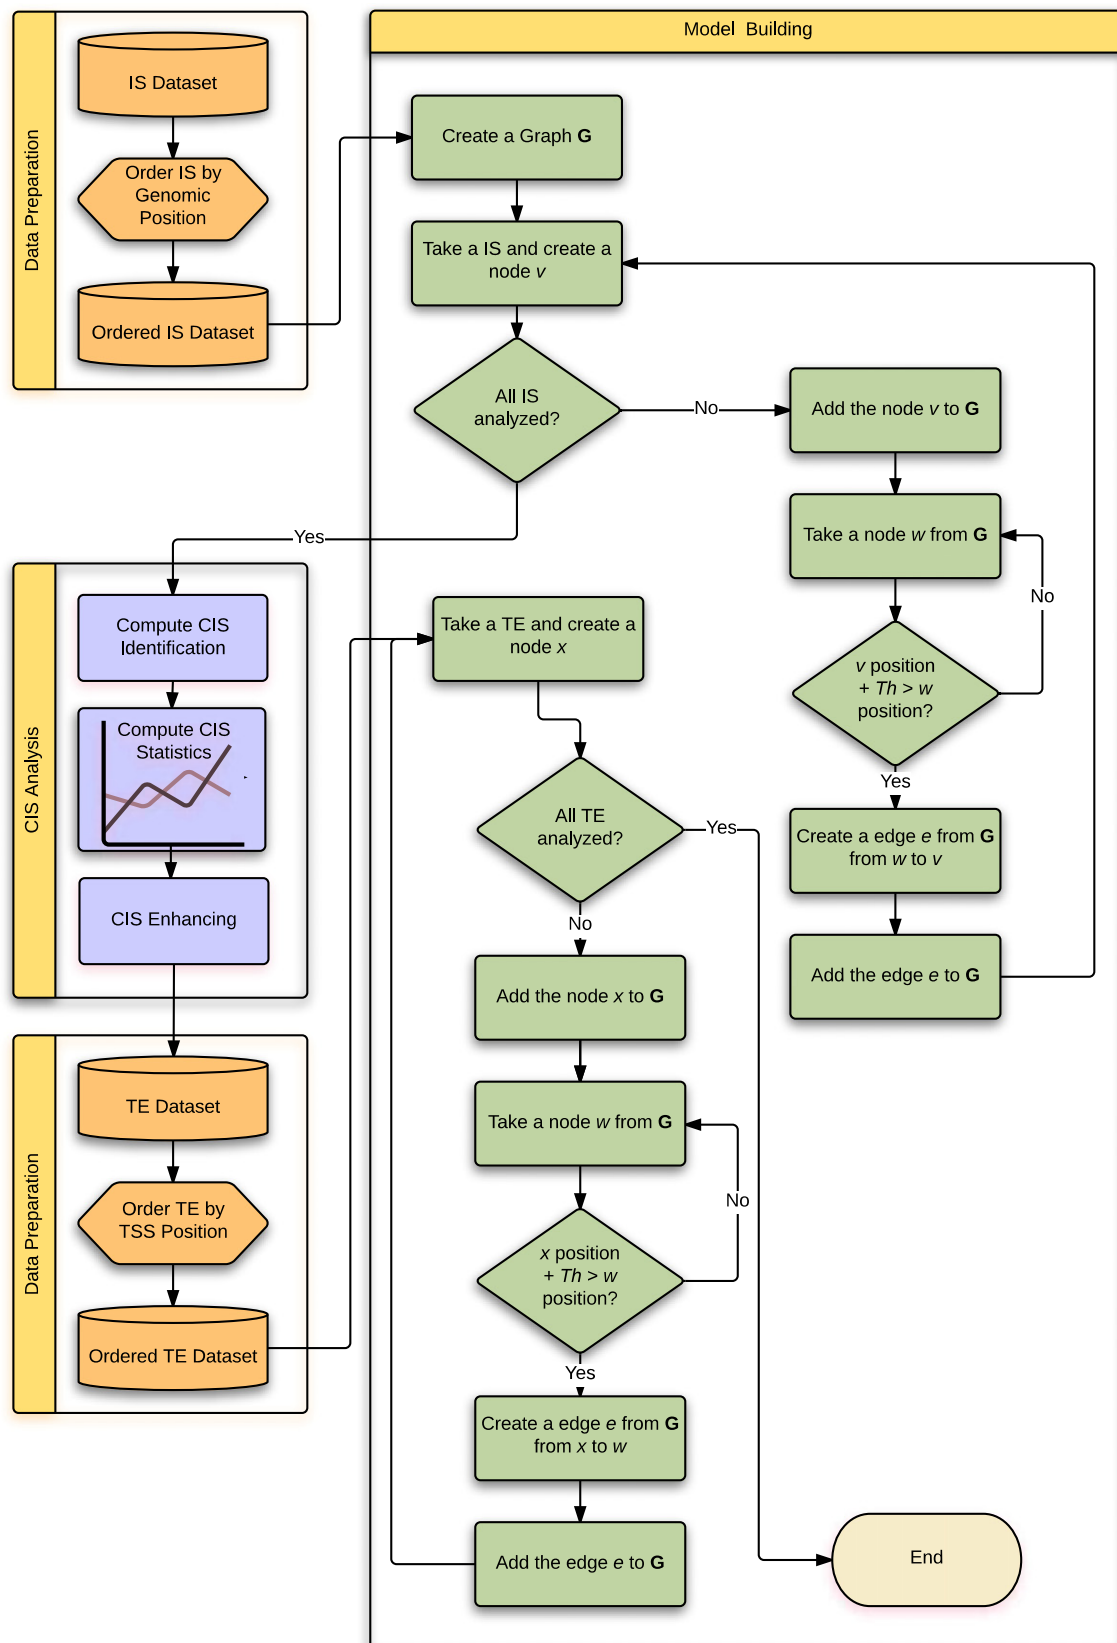 Model Building
Data Preparation
IS Dataset
Order IS by
Genomic
Position
Ordered IS Dataset
Create a Graph G
Take a IS and create a
node v
All IS
analyzed?
No
Add the node v to G
Take a node w from G
No
v position
+ Th > w
position?
Yes
Create a edge e from G
from w to v
Add the edge e to G
Yes
CIS Analysis
Compute CIS
Identification
Compute CIS
Statistics
CIS Enhancing
Data Preparation
TE Dataset
Order TE by
TSS Position
Ordered TE Dataset
Take a TE and create a
node x
All TE
analyzed?
Yes
No
Add the node x to G
Take a node w from G
No
x position
+ Th > w
position?
Yes
Create a edge e from G
from x to w
Add the edge e to G
End